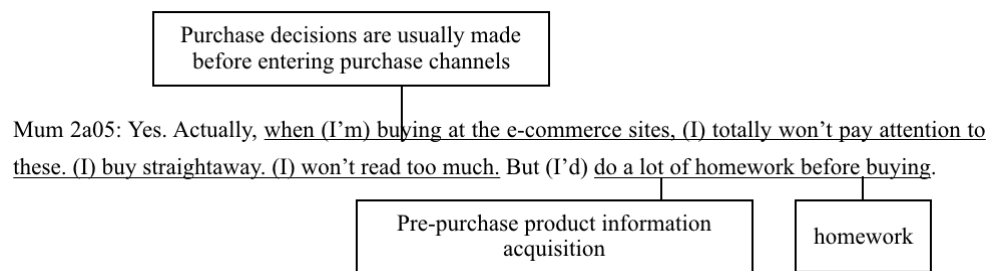 Purchase decisions are usually made
before entering purchase channels
Mum 2a05: Yes. Actually, when (I’m) buying at the e-commerce sites, (I) totally won’t pay attention to
these. (I) buy straightaway. (I) won’t read too much. But (I’d) do a lot of homework before buying.
Pre-purchase product information
acquisition
homework